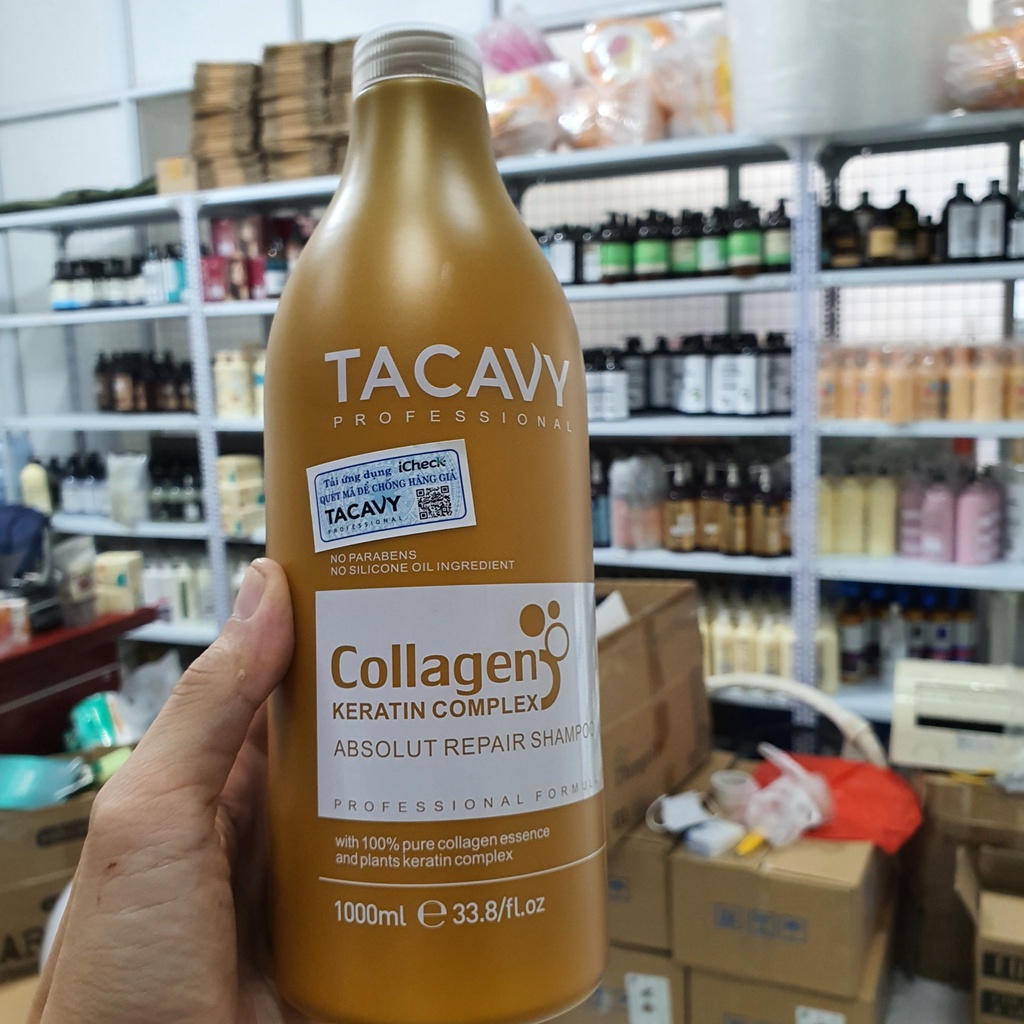 TACAVY
PROFESSIONAL
Tải ứng dụng iCheck
QUÉT MÃ ĐỂ CHỐNG HÀNG GIẢ
TACAVY
PROFESSIONAL
NO PARABENS
NO SILICONE OIL INGREDIENT
Collagen
KERATIN COMPLEX
ABSOLUT REPAIR SHAMPOO
PROFESSIONAL FORMUL
with 100% pure collagen essence
and plants keratin complex
1000ml ℮ 33.8/fl.oz